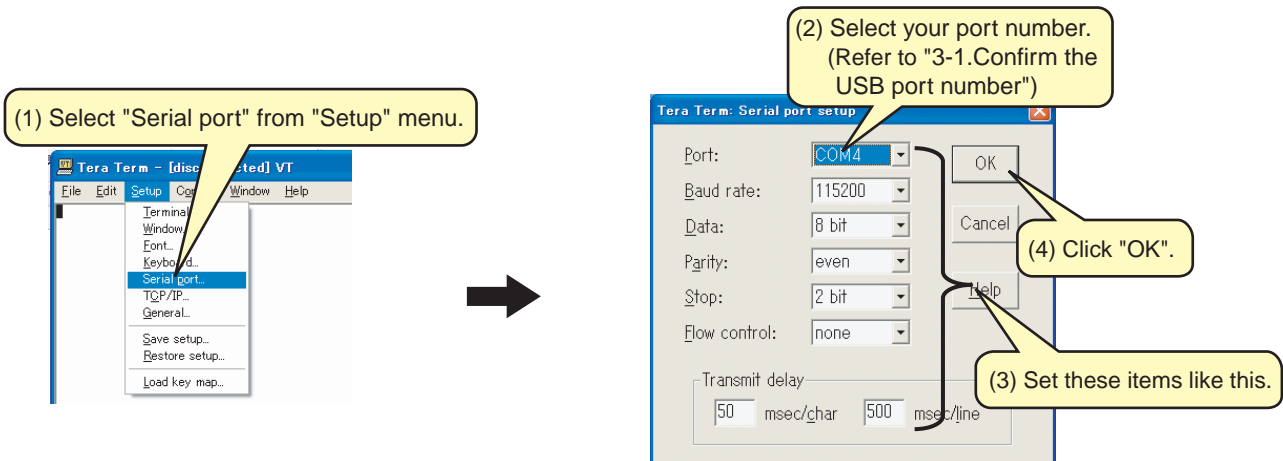 (1) Select "Serial port" from "Setup" menu.
Tera Term - [disc cted] VT
File Edit Setup Window Help
Terminal
Window
Font...
Keyb d...
Serial port...
TCP/IP...
General...
Save setup...
Restore setup...
Load key map...
(2) Select your port number.
(Refer to "3-1.Confirm the
USB port number")
Tera Term: Serial port setup
Port: COM4
OK
Baud rate: 115200
Data: 8 bit
Cancel
(4) Click "OK".
Parity: even
Stop: 2 bit
Help
Flow control: none
(3) Set these items like this.
Transmit delay
50 msec/char 500 msec/line